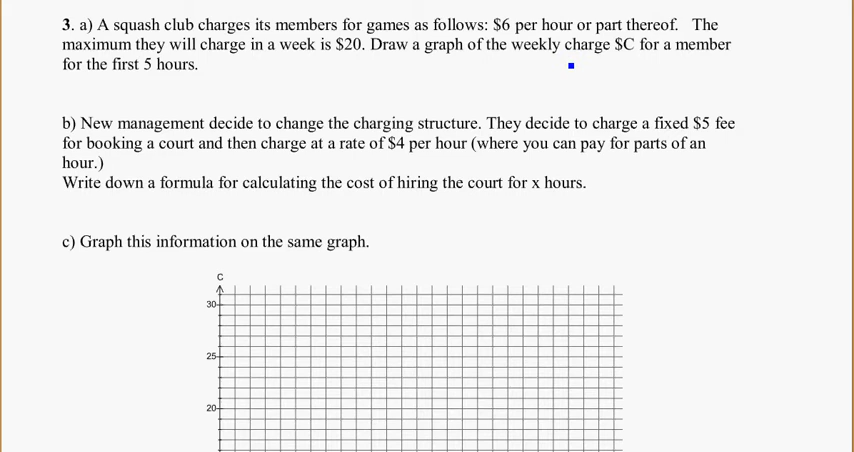 3. a) A squash club charges its members for games as follows: $6 per hour or part thereof. The
maximum they will charge in a week is $20. Draw a graph of the weekly charge $C for a member
for the first 5 hours.
b) New management decide to change the charging structure. They decide to charge a fixed $5 fee
for booking a court and then charge at a rate of $4 per hour (where you can pay for parts of an
hour.)
Write down a formula for calculating the cost of hiring the court for x hours.
c) Graph this information on the same graph.
C
30
25
20